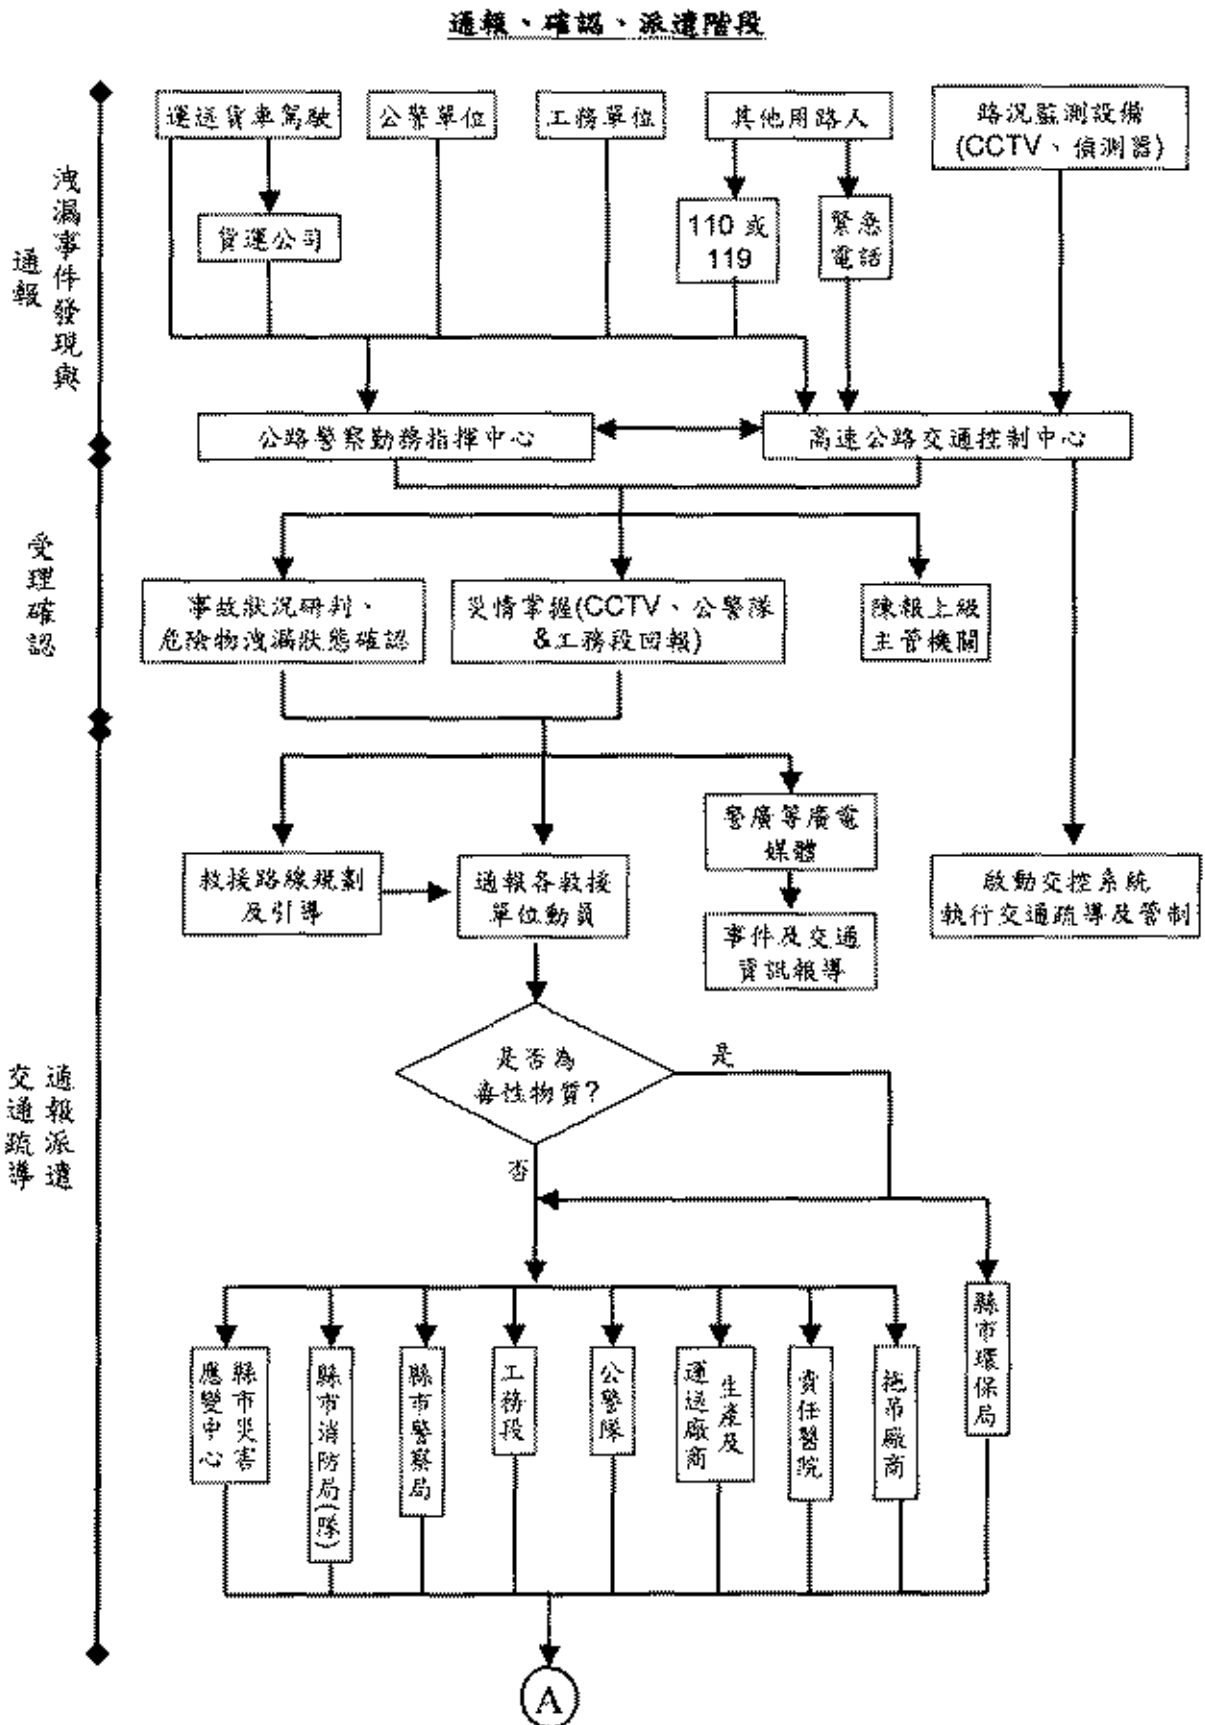 通報、確認、派遣階段
運送貨車駕駛
公警單位
工務單位
其他用路人
路況監測設備
(CCTV、偵測器)
洩漏事件發現與
通報
貨運公司
110 或
119
緊急
電話
公路警察勤務指揮中心
高速公路交通控制中心
受理確認
事故狀況研判、
危險物洩漏狀態確認
災情掌握(CCTV、公警隊
&工務段回報)
陳報上級
主管機關
救援路線規劃
及引導
通報各救援
單位動員
警廣等廣電
媒體
事件及交通
資訊報導
啟動交控系統
執行交通疏導及管制
是否為
毒性物質?
是
否
通報派遣
交通疏導
縣市災害
應變中心
縣市消防局(隊)
縣市警察局
工務段
公警隊
生產及
運送廠商
責任醫院
拖吊廠商
縣市環保局
A